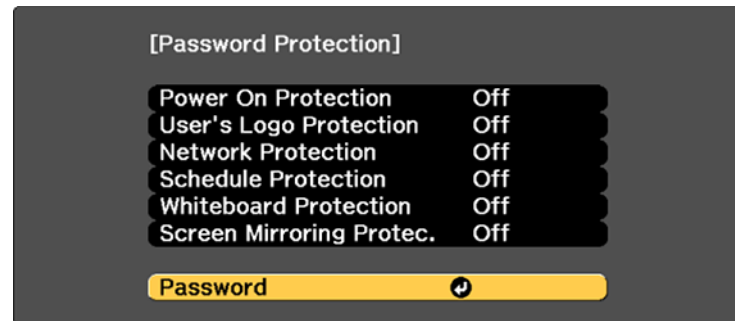 [Password Protection]
Power On Protection Off
User's Logo Protection Off
Network Protection Off
Schedule Protection Off
Whiteboard Protection Off
Screen Mirroring Protec. Off
Password